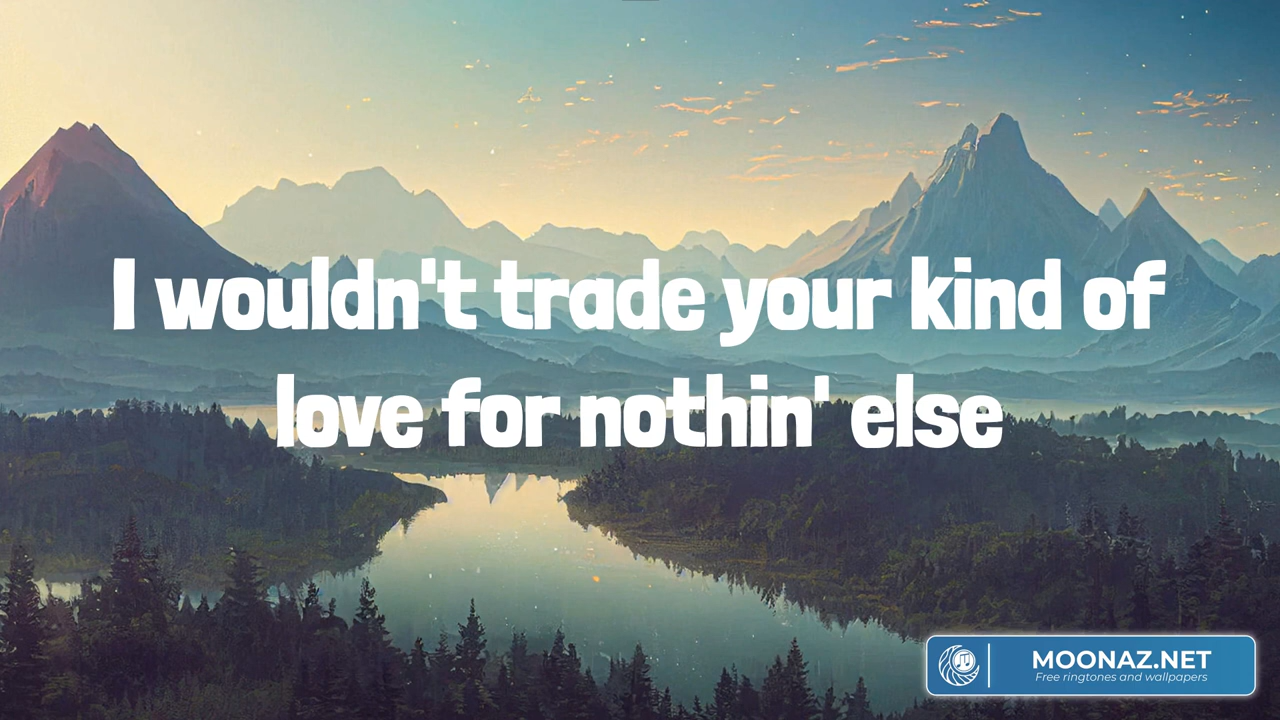 I wouldn't trade your kind of
love for nothin' else
MOONAZ.NET
Free ringtones and wallpapers